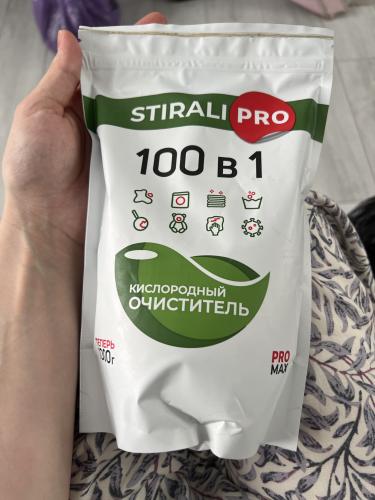 STIRALI PRO
100 в 1
КИСЛОРОДНЫЙ
ОЧИСТИТЕЛЬ
ТЕПЕРЬ
PRO
MAX